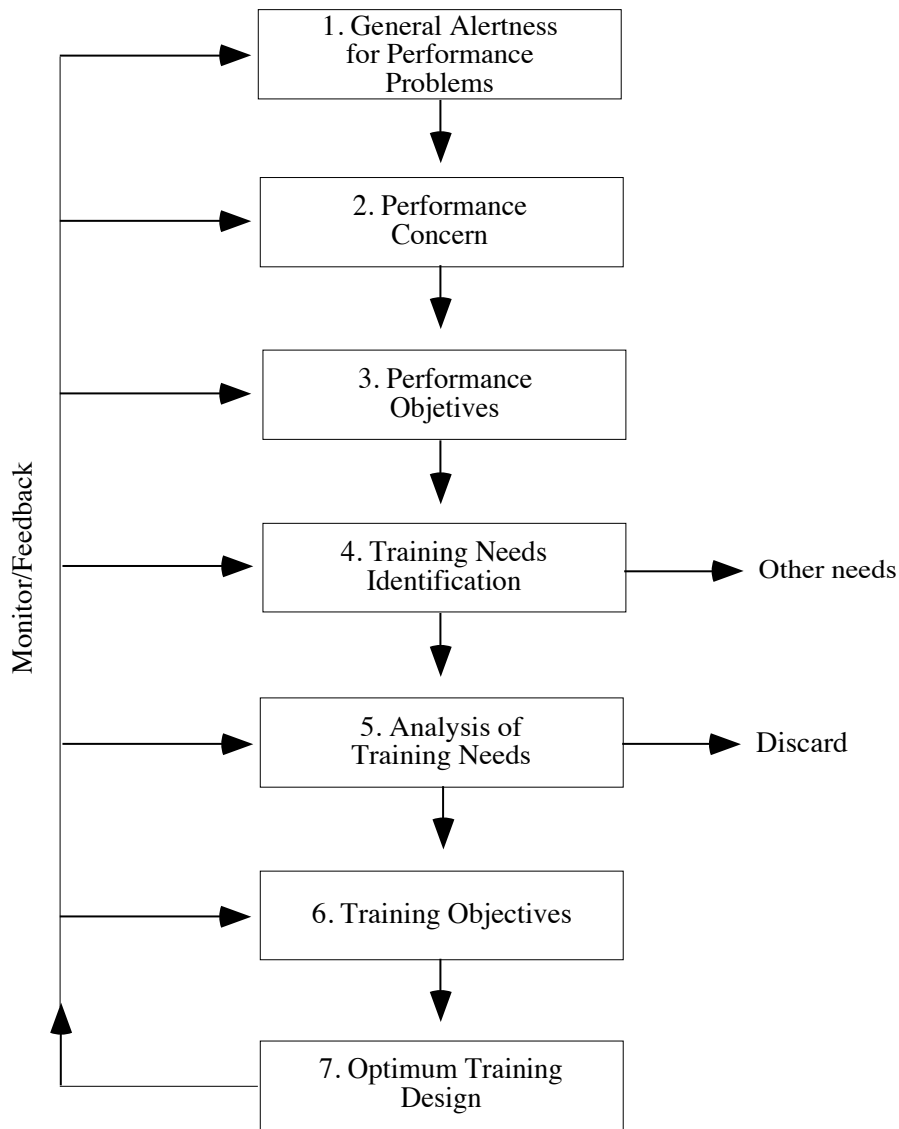 1. General Alertness
for Performance
Problems
2. Performance
Concern
3. Performance
Objetives
Monitor/Feedback
4. Training Needs
Identification
Other needs
5. Analysis of
Training Needs
Discard
6. Training Objectives
7. Optimum Training
Design